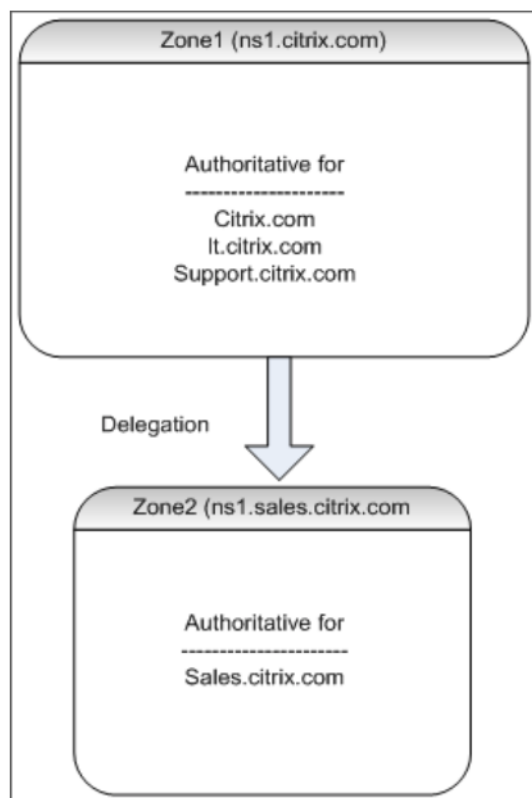 Zone1 (ns1.citrix.com)
Authoritative for
---------------------
Citrix.com
It.citrix.com
Support.citrix.com
Delegation
Zone2 (ns1.sales.citrix.com
Authoritative for
----------------------
Sales.citrix.com